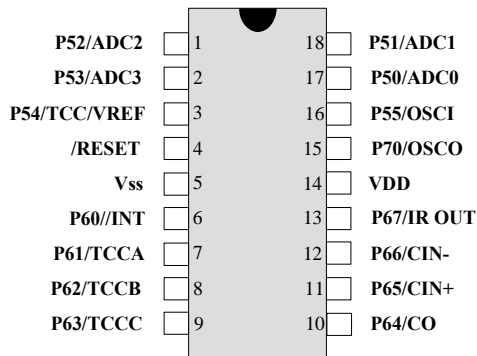 P52/ADC2 1 18 P51/ADC1
P53/ADC3 2 17 P50/ADC0
P54/TCC/VREF 3 16 P55/OSCI
/RESET 4 15 P70/OSCO
Vss 5 14 VDD
P60//INT 6 13 P67/IR OUT
P61/TCCA 7 12 P66/CIN-
P62/TCCB 8 11 P65/CIN+
P63/TCCC 9 10 P64/CO